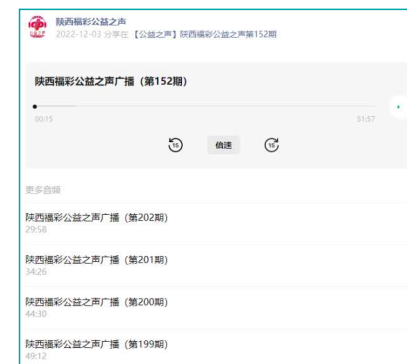 陕西福彩公益之声
2022-12-03 分享在 【公益之声】陕西福彩公益之声第152期
陕西福彩公益之声广播（第152期）
00:15
51:57
15
倍速
15
更多音频
陕西福彩公益之声广播（第202期）
29:58
陕西福彩公益之声广播（第201期）
34:26
陕西福彩公益之声广播（第200期）
44:30
陕西福彩公益之声广播（第199期）
49:12